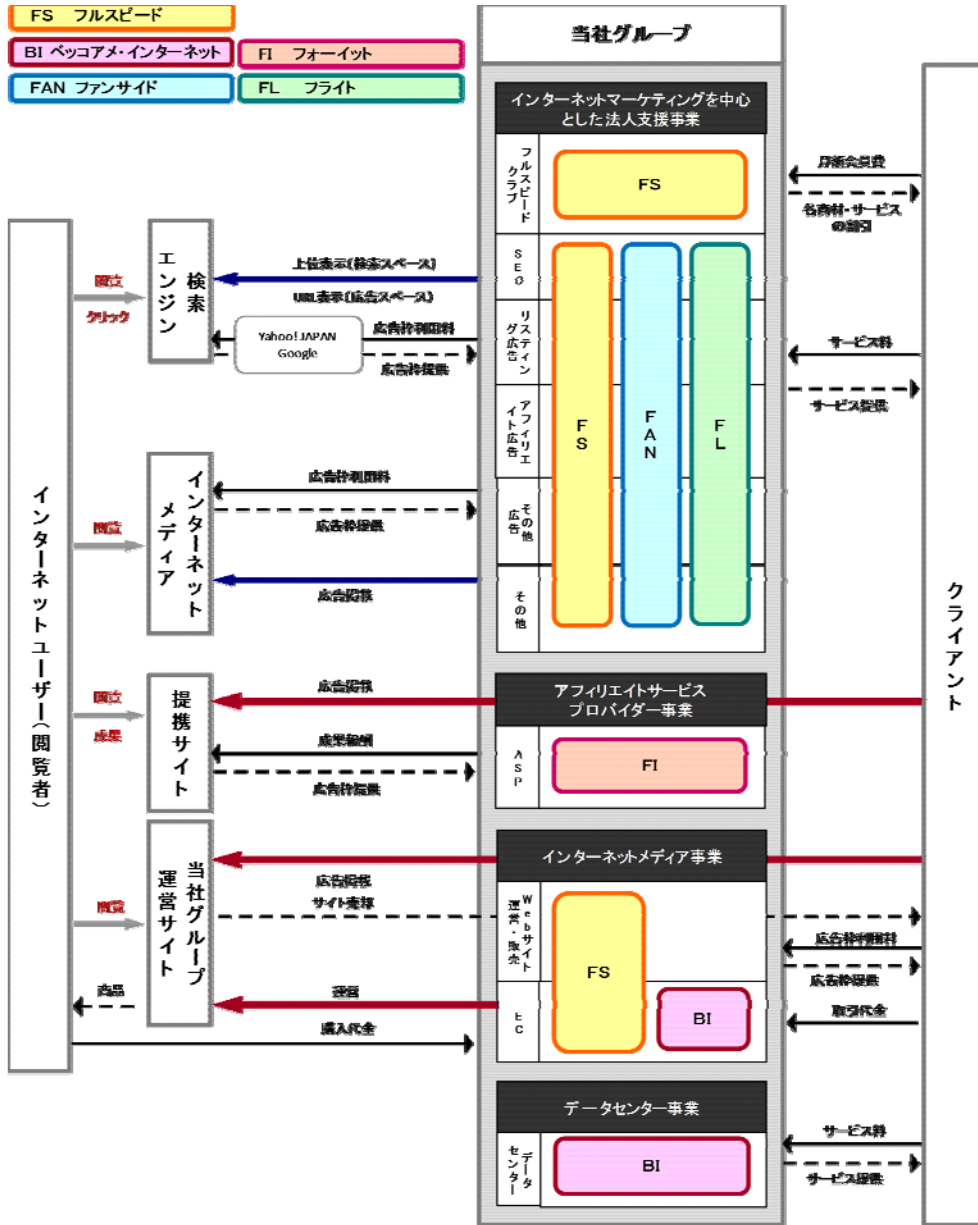 FS フルスピード
BI ベッコアメ・インターネット
FI フォーイット
FAN ファンサイド
FL フライト
当社グループ
インターネットマーケティングを中心
とした法人支援事業
フルスピード
クラブ
FS
月額会員費
各商材・サービス
の割引
SEO
リスティン
グ広告
アフィリエ
イト広告
その他
広告
その他
FS
FAN
FL
検索
エンジン
閲覧
クリック
上位表示(検索スペース)
URL表示(広告スペース)
Yahoo! JAPAN
Google
広告枠利用料
広告枠提供
サービス料
サービス提供
インターネット
メディア
閲覧
広告枠利用料
広告枠提供
広告掲載
インターネットユーザー(閲覧者)
クライアント
アフィリエイトサービス
プロバイダー事業
ASP
FI
提携サイト
閲覧
成果
広告掲載
成果報酬
広告枠提供
インターネットメディア事業
Webサイト
運営・販売
EC
FS
BI
当社グループ
運営サイト
閲覧
広告掲載
サイト売却
運営
商品
購入代金
広告枠利用料
広告枠提供
取引代金
データセンター事業
データ
センター
BI
サービス料
サービス提供